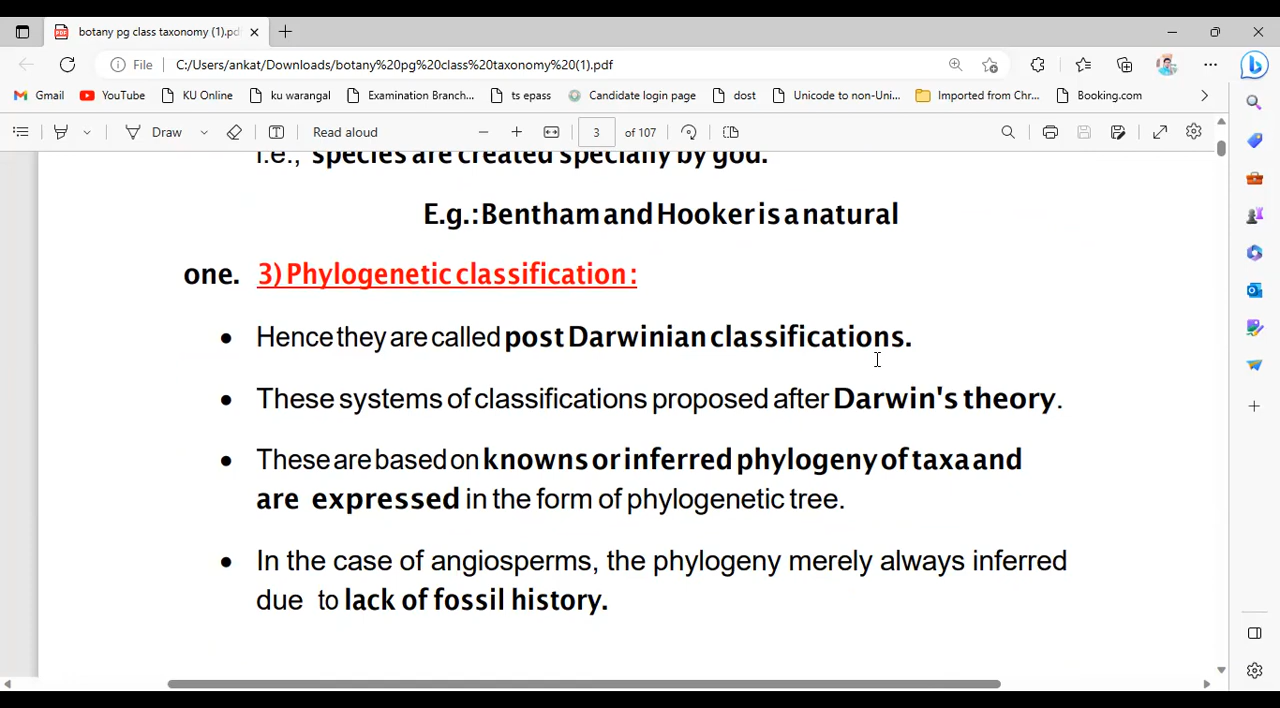 botany pg class taxonomy (1).pd
File C:/Users/ankat/Downloads/botany%20pg%20class%20taxonomy%20(1).pdf
Gmail YouTube KU Online ku warangal Examination Branch... ts epass Candidate login page dost Unicode to non-Uni... Imported from Chr... Booking.com
Draw Read aloud 3 of 107
i.e., species are created specially by god.
E.g.: Bentham and Hooker is a natural
one. 3) Phylogenetic classification :
• Hence they are called post Darwinian classifications.
• These systems of classifications proposed after Darwin's theory.
• These are based on knowns or inferred phylogeny of taxa and
are expressed in the form of phylogenetic tree.
• In the case of angiosperms, the phylogeny merely always inferred
due to lack of fossil history.